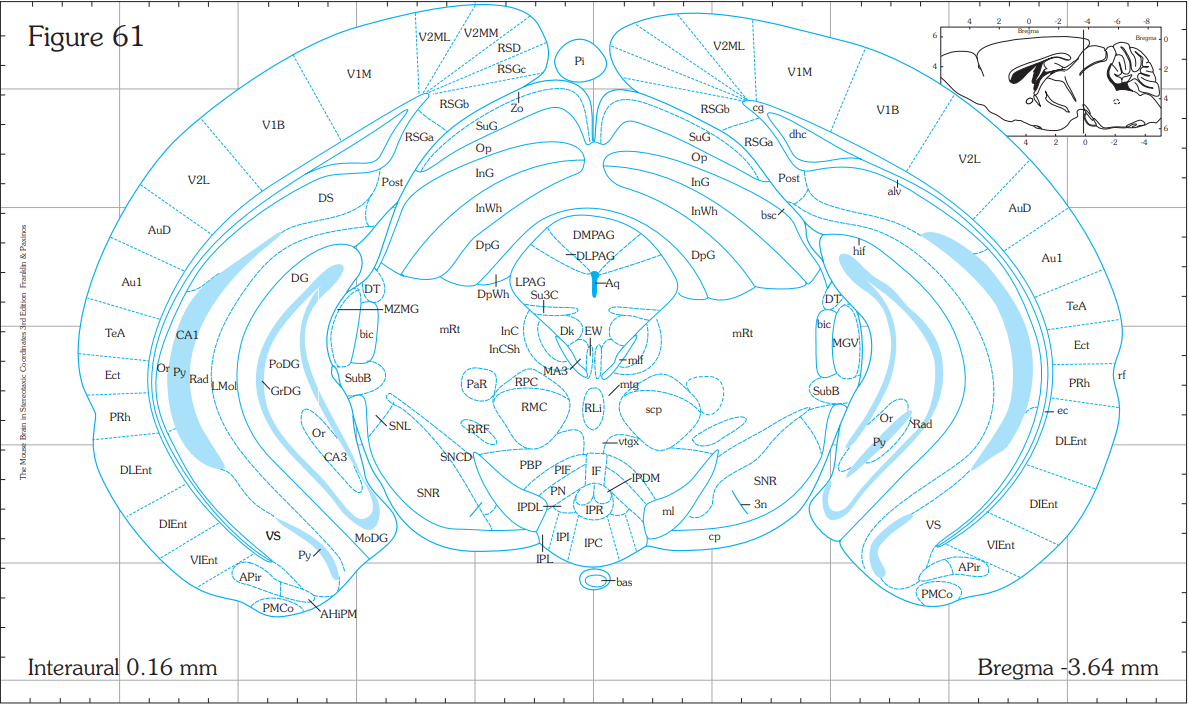 Figure 61
4 2 0 -2 -4 -6 -8
Bregma
Bregma
6
4
0
2
4
6
4 2 0 -2 -4
V2ML
V2MM
RSD
RSGc
Pi
V2ML
V1M
V1M
V1B
RSGb
Zo
RSGb
cg
V1B
SuG
RSGa
SuG
RSGa
dhc
Op
Op
V2L
V2L
InG
Post
InG
Post
alv
DS
InWh
InWh
bsc
AuD
AuD
DMPAG
DpG
DLPAG
DpG
hif
Au1
Au1
DG
DT
DpWh
LPAG
Su3C
Aq
DT
MZMG
TeA
TeA
CA1
bic
mRt
InC
Dk
EW
mRt
bic
MGV
InCSh
Ect
Ect
Or
Py
Rad
LMol
PoDG
SubB
MA3
mlf
rf
PRh
PRh
GrDG
PaR
RPC
mtg
SubB
RMC
RLi
scp
ec
Or
SNL
RRF
Or
Rad
Py
vtgx
DLEnt
DLEnt
CA3
SNCD
PBP
PIF
IF
IPDM
SNR
PN
SNR
IPDL
IPR
ml
3n
DIEnt
DIEnt
VS
MoDG
IPI
IPC
cp
VS
VIEnt
Py
IPL
VIEnt
APir
bas
APir
PMCo
AHiPM
PMCo
The Mouse Brain in Stereotaxic Coordinates 3rd Edition Franklin & Paxinos
Interaural 0.16 mm
Bregma -3.64 mm